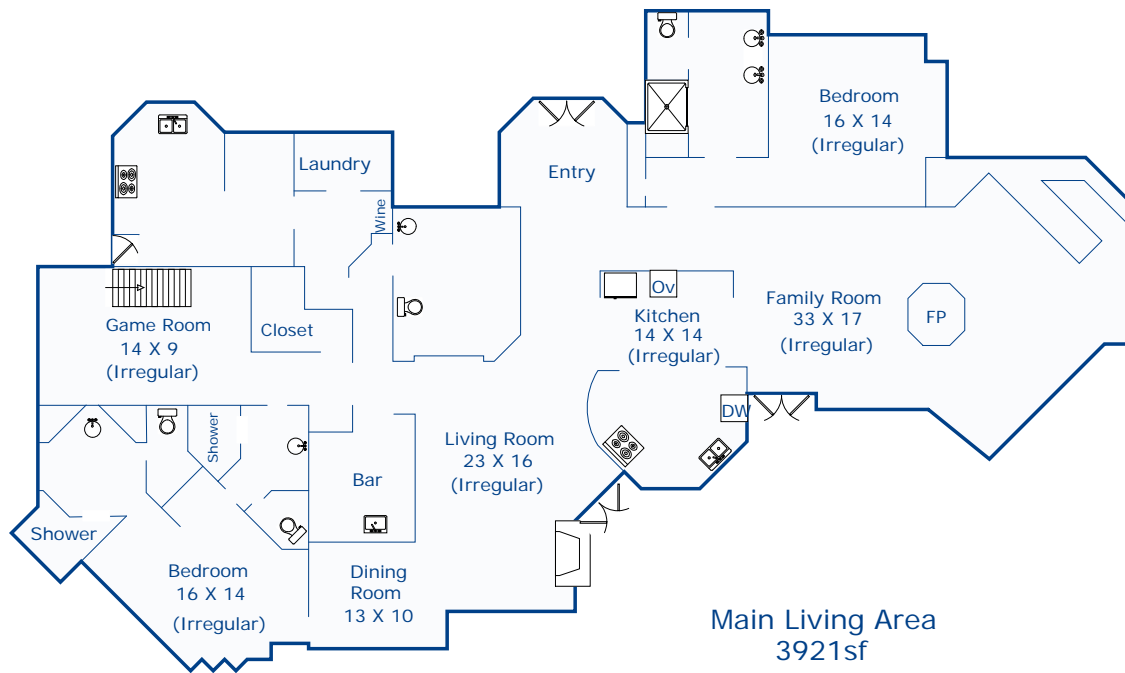 Bedroom
16 X 14
(Irregular)
Laundry
Entry
Wine
Ov
Kitchen
14 X 14
(Irregular)
Family Room
33 X 17
(Irregular)
FP
Game Room
14 X 9
(Irregular)
Closet
DW
Shower
Living Room
23 X 16
(Irregular)
Bar
Shower
Bedroom
16 X 14
(Irregular)
Dining
Room
13 X 10
Main Living Area
3921sf